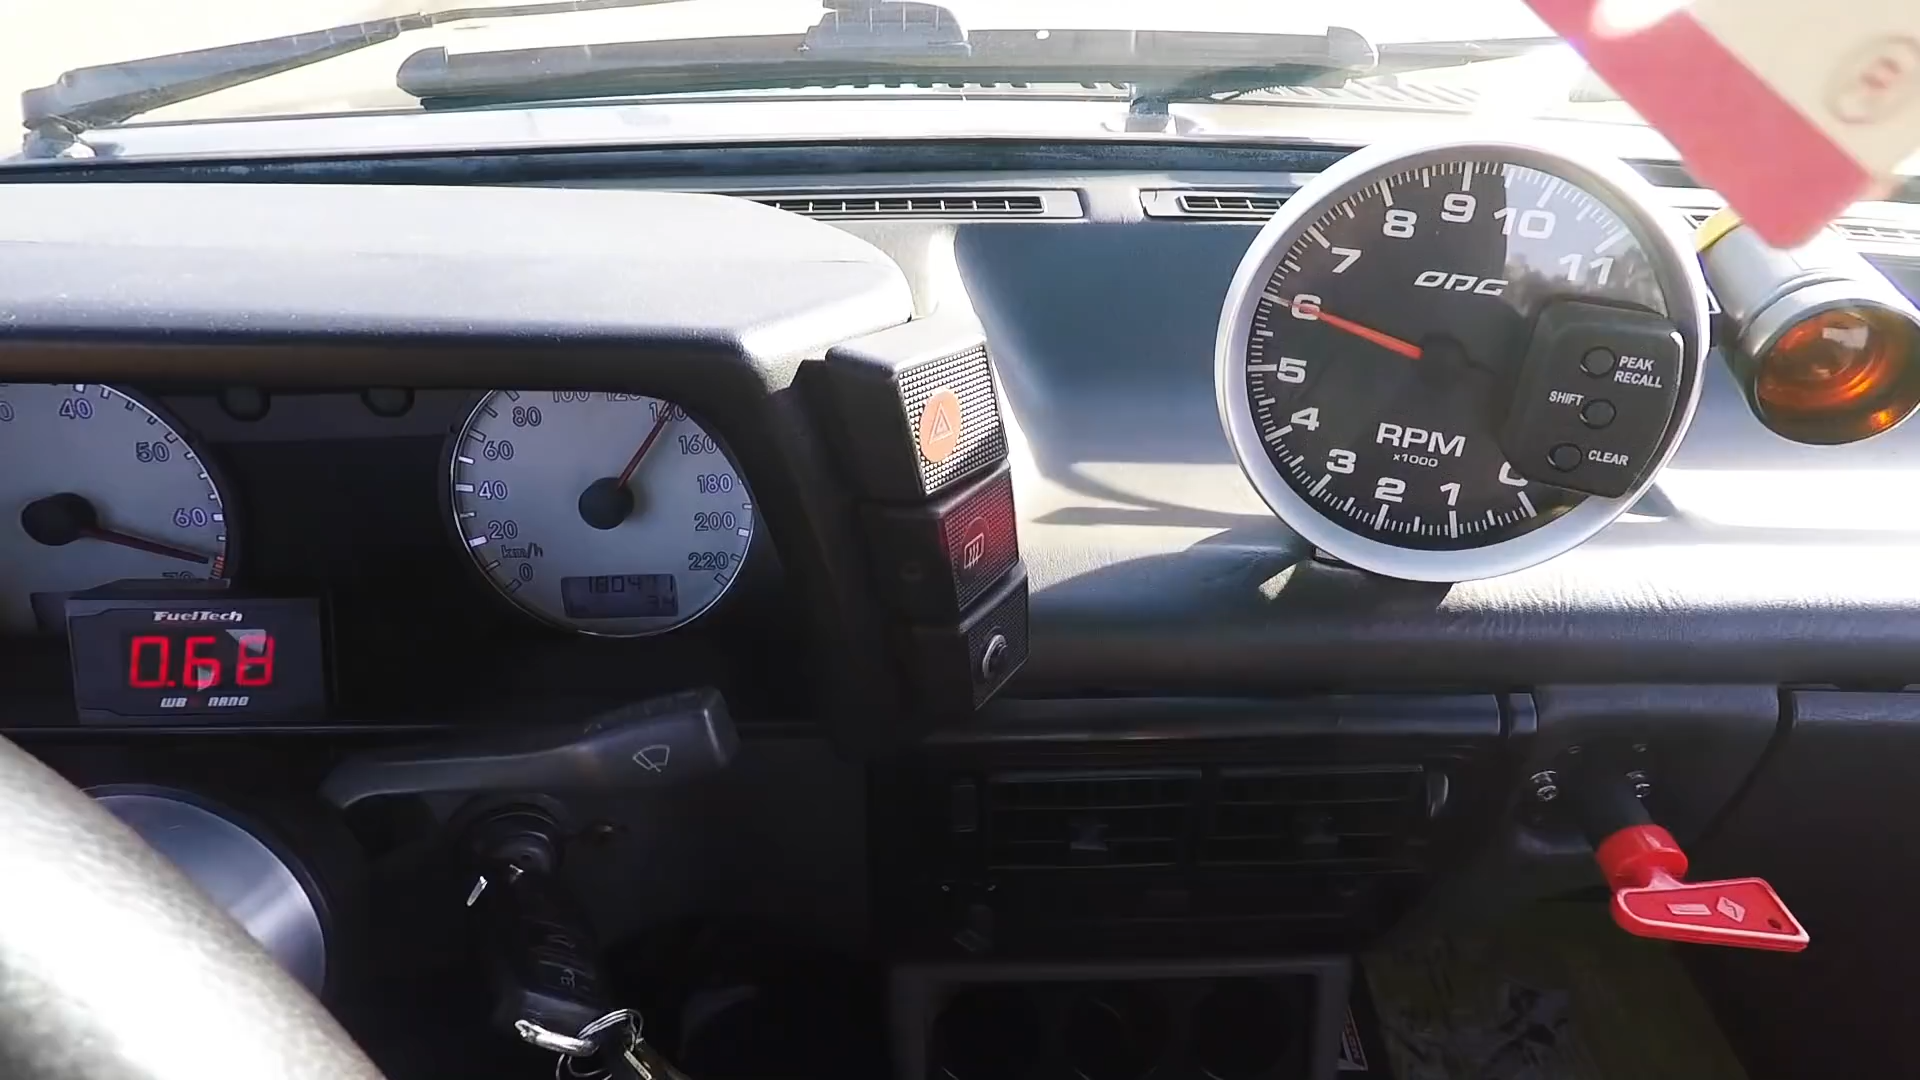 8 9 10
7 11
ODG
6
PEAK
RECALL
5
SHIFT
4
RPM
x1000
CLEAR
3
2 1
40
50
60
80 100 120 140
60 160
40 180
20 200
km/h
0 220
FuelTech
0.68
WB NANO